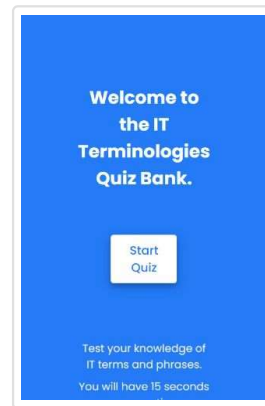 Welcome to
the IT
Terminologies
Quiz Bank.
Start
Quiz
Test your knowledge of
IT terms and phrases.
You will have 15 seconds